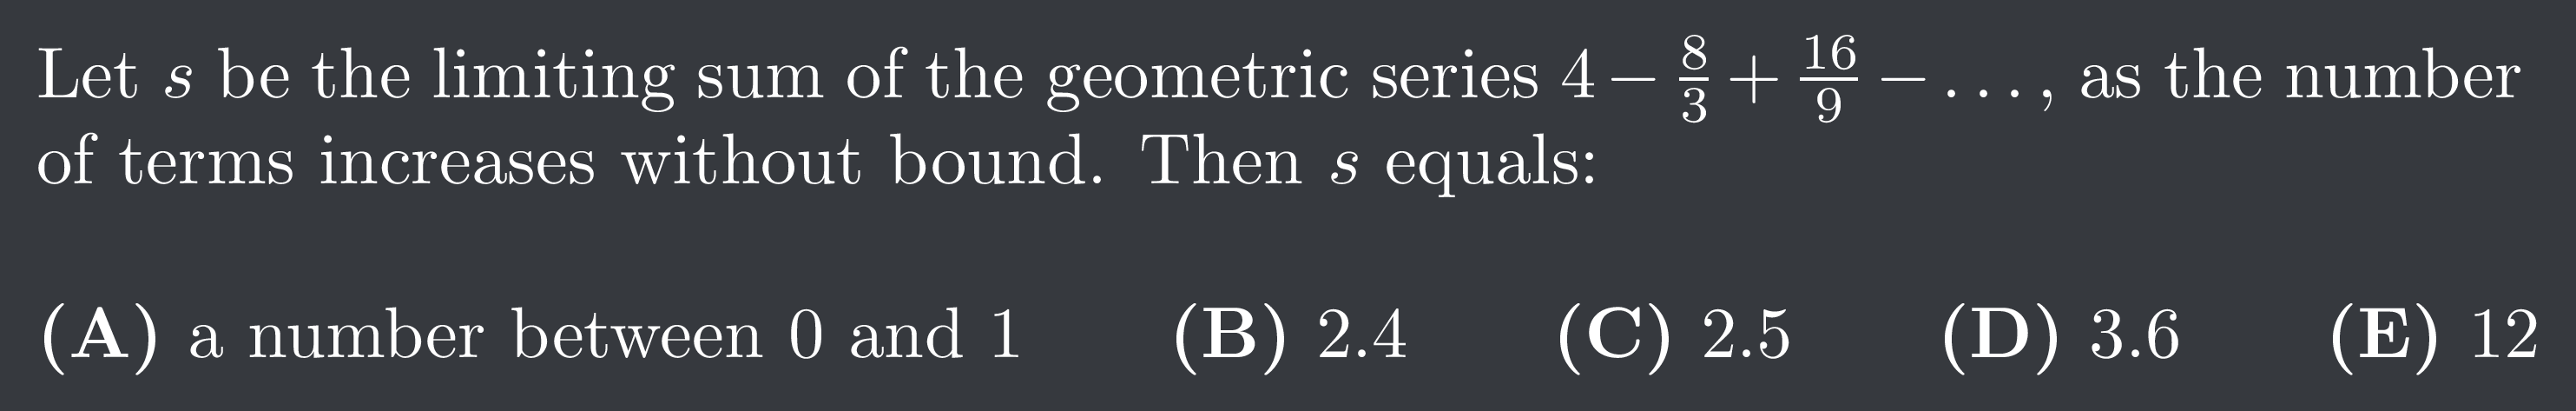 Let s be the limiting sum of the geometric series 4 − 8/3 + 16/9 − . . . , as the number
of terms increases without bound. Then s equals:
(A) a number between 0 and 1 (B) 2.4 (C) 2.5 (D) 3.6 (E) 12